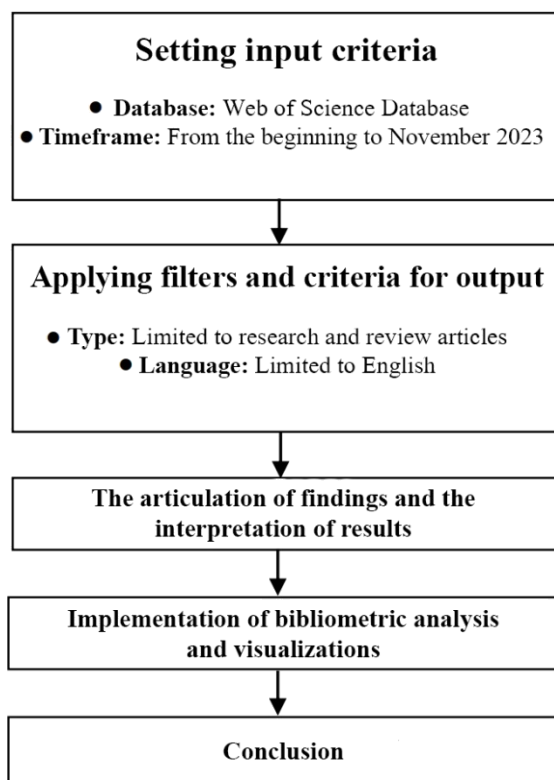 Setting input criteria
● Database: Web of Science Database
● Timeframe: From the beginning to November 2023
Applying filters and criteria for output
● Type: Limited to research and review articles
● Language: Limited to English
The articulation of findings and the
interpretation of results
Implementation of bibliometric analysis
and visualizations
Conclusion